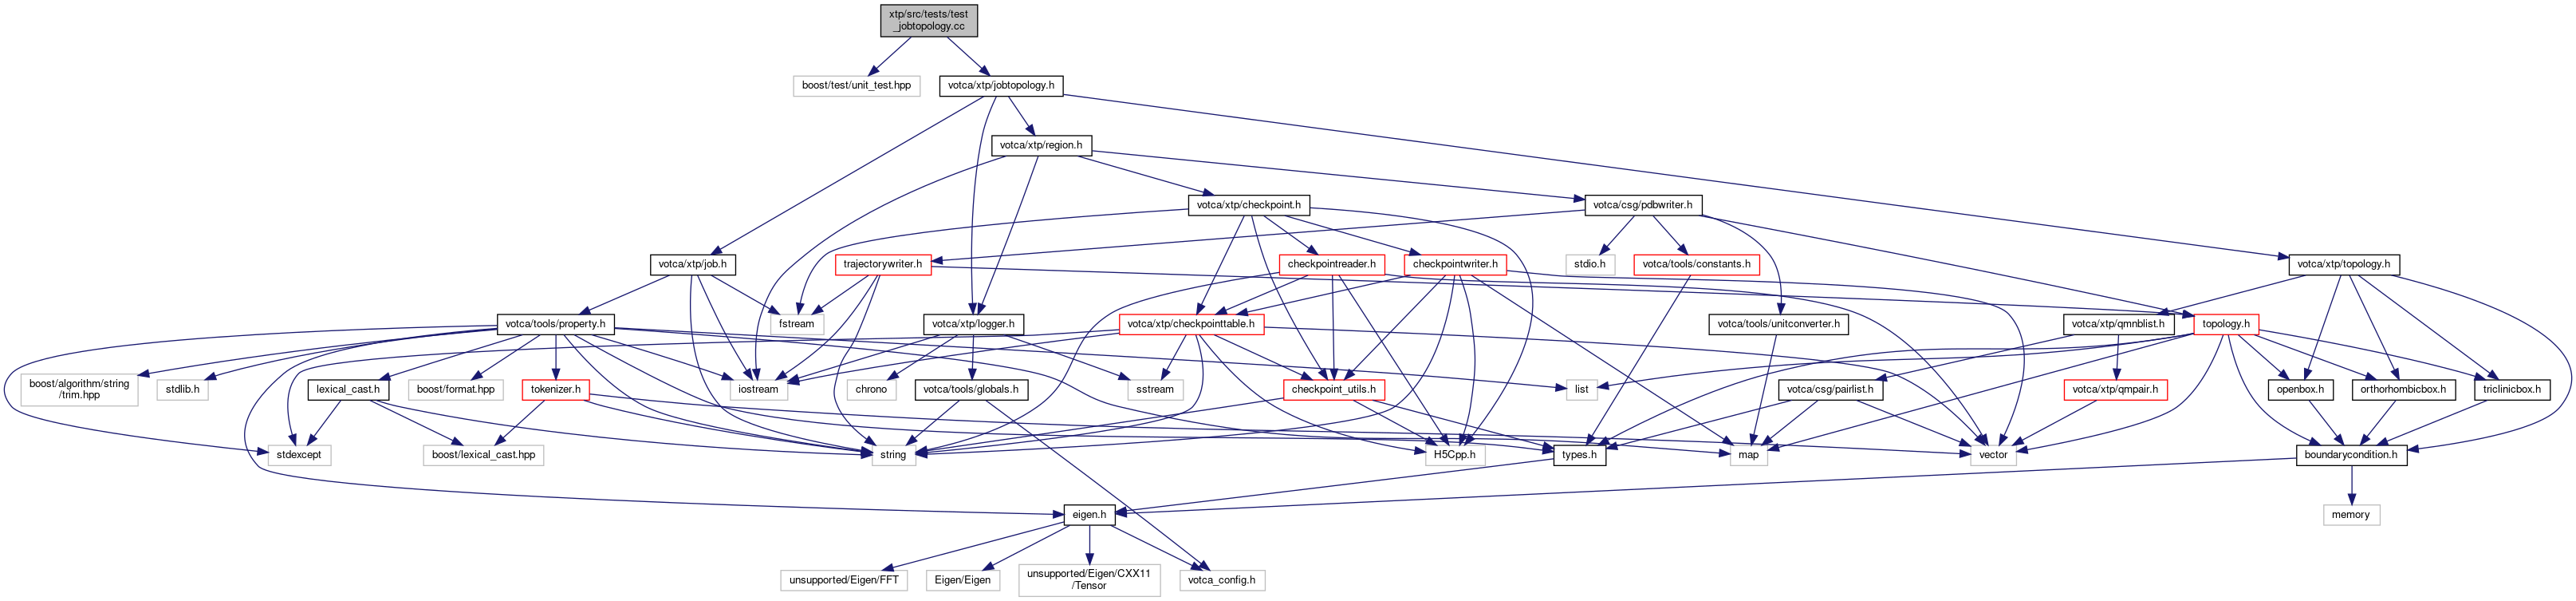 xtp/src/tests/test
_jobtopology.cc
boost/test/unit_test.hpp
votca/xtp/jobtopology.h
votca/xtp/region.h
votca/xtp/checkpoint.h
votca/csg/pdbwriter.h
votca/xtp/job.h
trajectorywriter.h
checkpointreader.h
checkpointwriter.h
stdio.h
votca/tools/constants.h
votca/xtp/topology.h
votca/tools/property.h
fstream
votca/xtp/logger.h
votca/xtp/checkpointtable.h
votca/tools/unitconverter.h
votca/xtp/qmnblist.h
topology.h
boost/algorithm/string
/trim.hpp
stdlib.h
lexical_cast.h
boost/format.hpp
tokenizer.h
iostream
chrono
votca/tools/globals.h
sstream
checkpoint_utils.h
list
votca/csg/pairlist.h
votca/xtp/qmpair.h
openbox.h
orthorhombicbox.h
triclinicbox.h
stdexcept
boost/lexical_cast.hpp
string
H5Cpp.h
types.h
map
vector
boundarycondition.h
eigen.h
memory
unsupported/Eigen/FFT
Eigen/Eigen
unsupported/Eigen/CXX11
/Tensor
votca_config.h